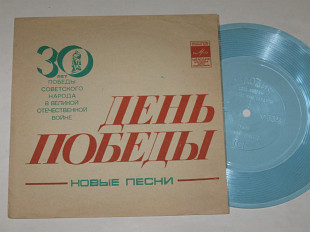 30
ЛЕТ
ПОБЕДЫ
СОВЕТСКОГО
НАРОДА
В ВЕЛИКОЙ
ОТЕЧЕСТВЕННОЙ
ВОЙНЕ
ДЕНЬ
ПОБЕДЫ
НОВЫЕ ПЕСНИ